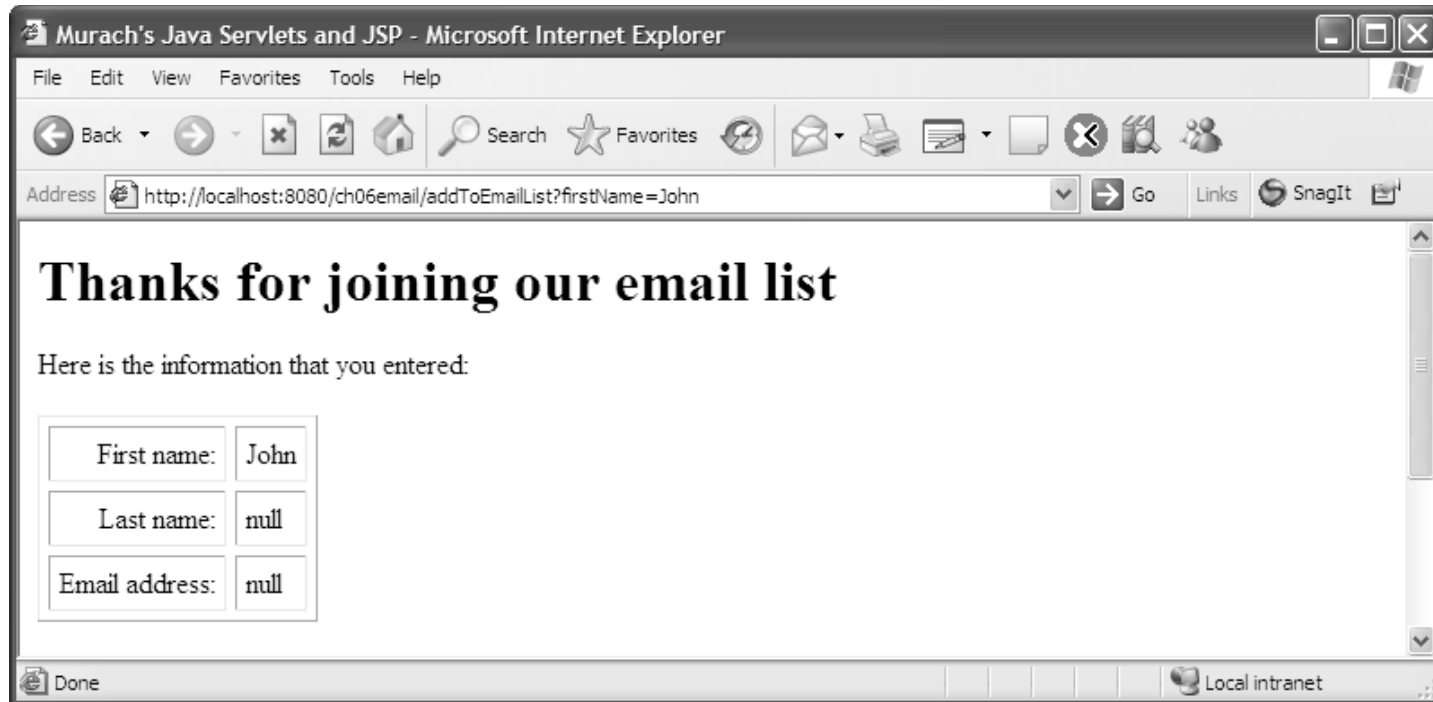 Murach's Java Servlets and JSP - Microsoft Internet Explorer
File Edit View Favorites Tools Help
Back Search Favorites
Address http://localhost:8080/ch06email/addToEmailList?firstName=John Go Links SnagIt
Thanks for joining our email list
Here is the information that you entered:
First name: John
Last name: null
Email address: null
Done Local intranet